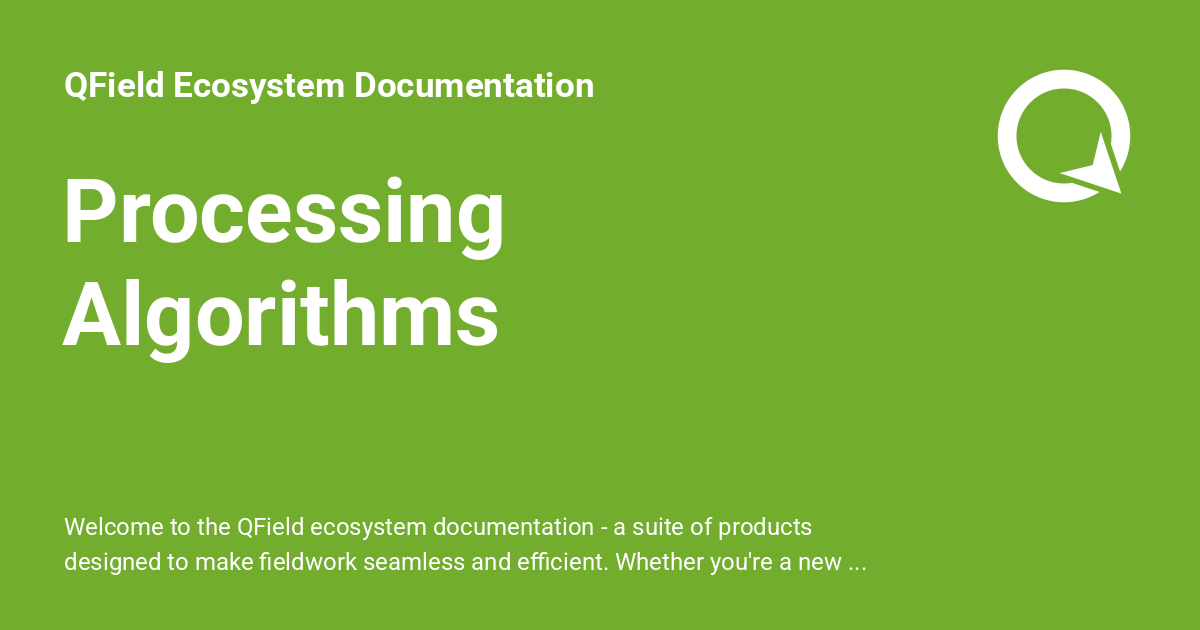 QField Ecosystem Documentation
Processing
Algorithms
Welcome to the QField ecosystem documentation - a suite of products
designed to make fieldwork seamless and efficient. Whether you're a new ...